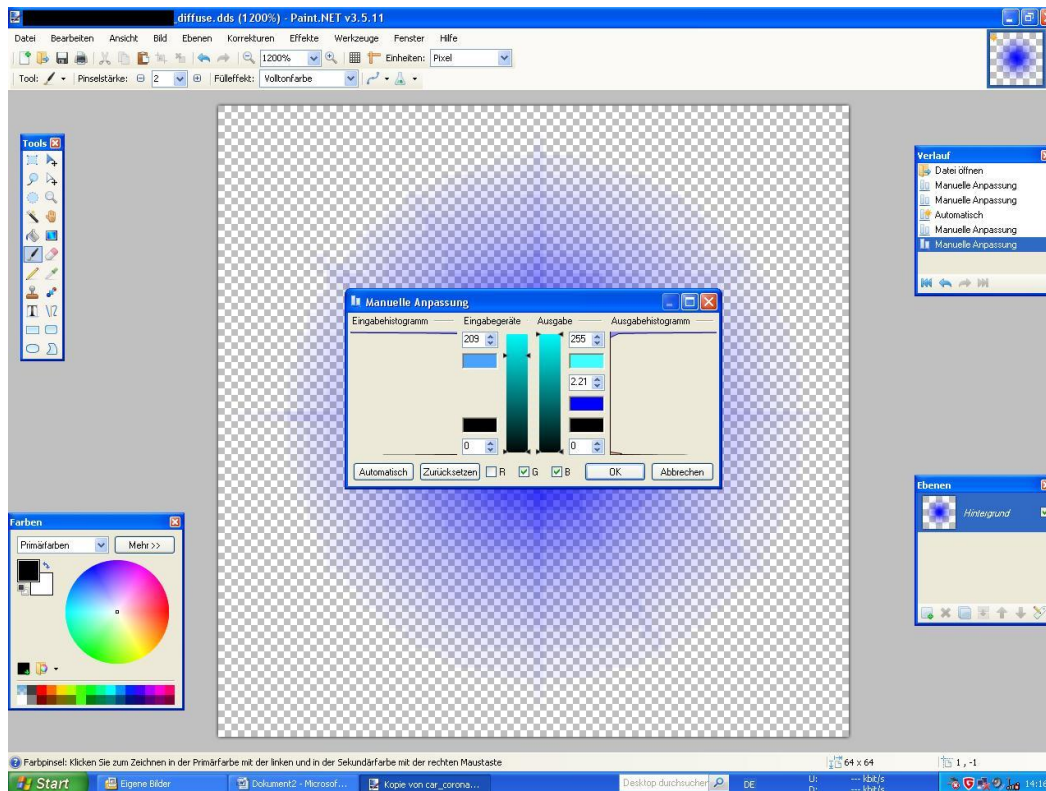 _diffuse.dds (1200%) - Paint.NET v3.5.11
Datei Bearbeiten Ansicht Bild Ebenen Korrekturen Effekte Werkzeuge Fenster Hilfe
1200% Einheiten: Pixel
Tool: Pinselstärke: 2 Fülleffekt: Volltonfarbe
Tools
Verlauf
Datei öffnen
Manuelle Anpassung
Manuelle Anpassung
Automatisch
Manuelle Anpassung
Manuelle Anpassung
Manuelle Anpassung
Eingabehistogramm Eingabegeräte Ausgabe Ausgabehistogramm
209 255
2.21
0 0
Automatisch Zurücksetzen R G B OK Abbrechen
Ebenen
Hintergrund
Farben
Primärfarben Mehr >>
Farbpinsel: Klicken Sie zum Zeichnen in der Primärfarbe mit der linken und in der Sekundärfarbe mit der rechten Maustaste 64 x 64 1, -1
Start Eigene Bilder Dokument2 - Microsof... Kopie von car_corona... Desktop durchsuchen DE U: --- kbit/s 14:16
D: --- kbit/s